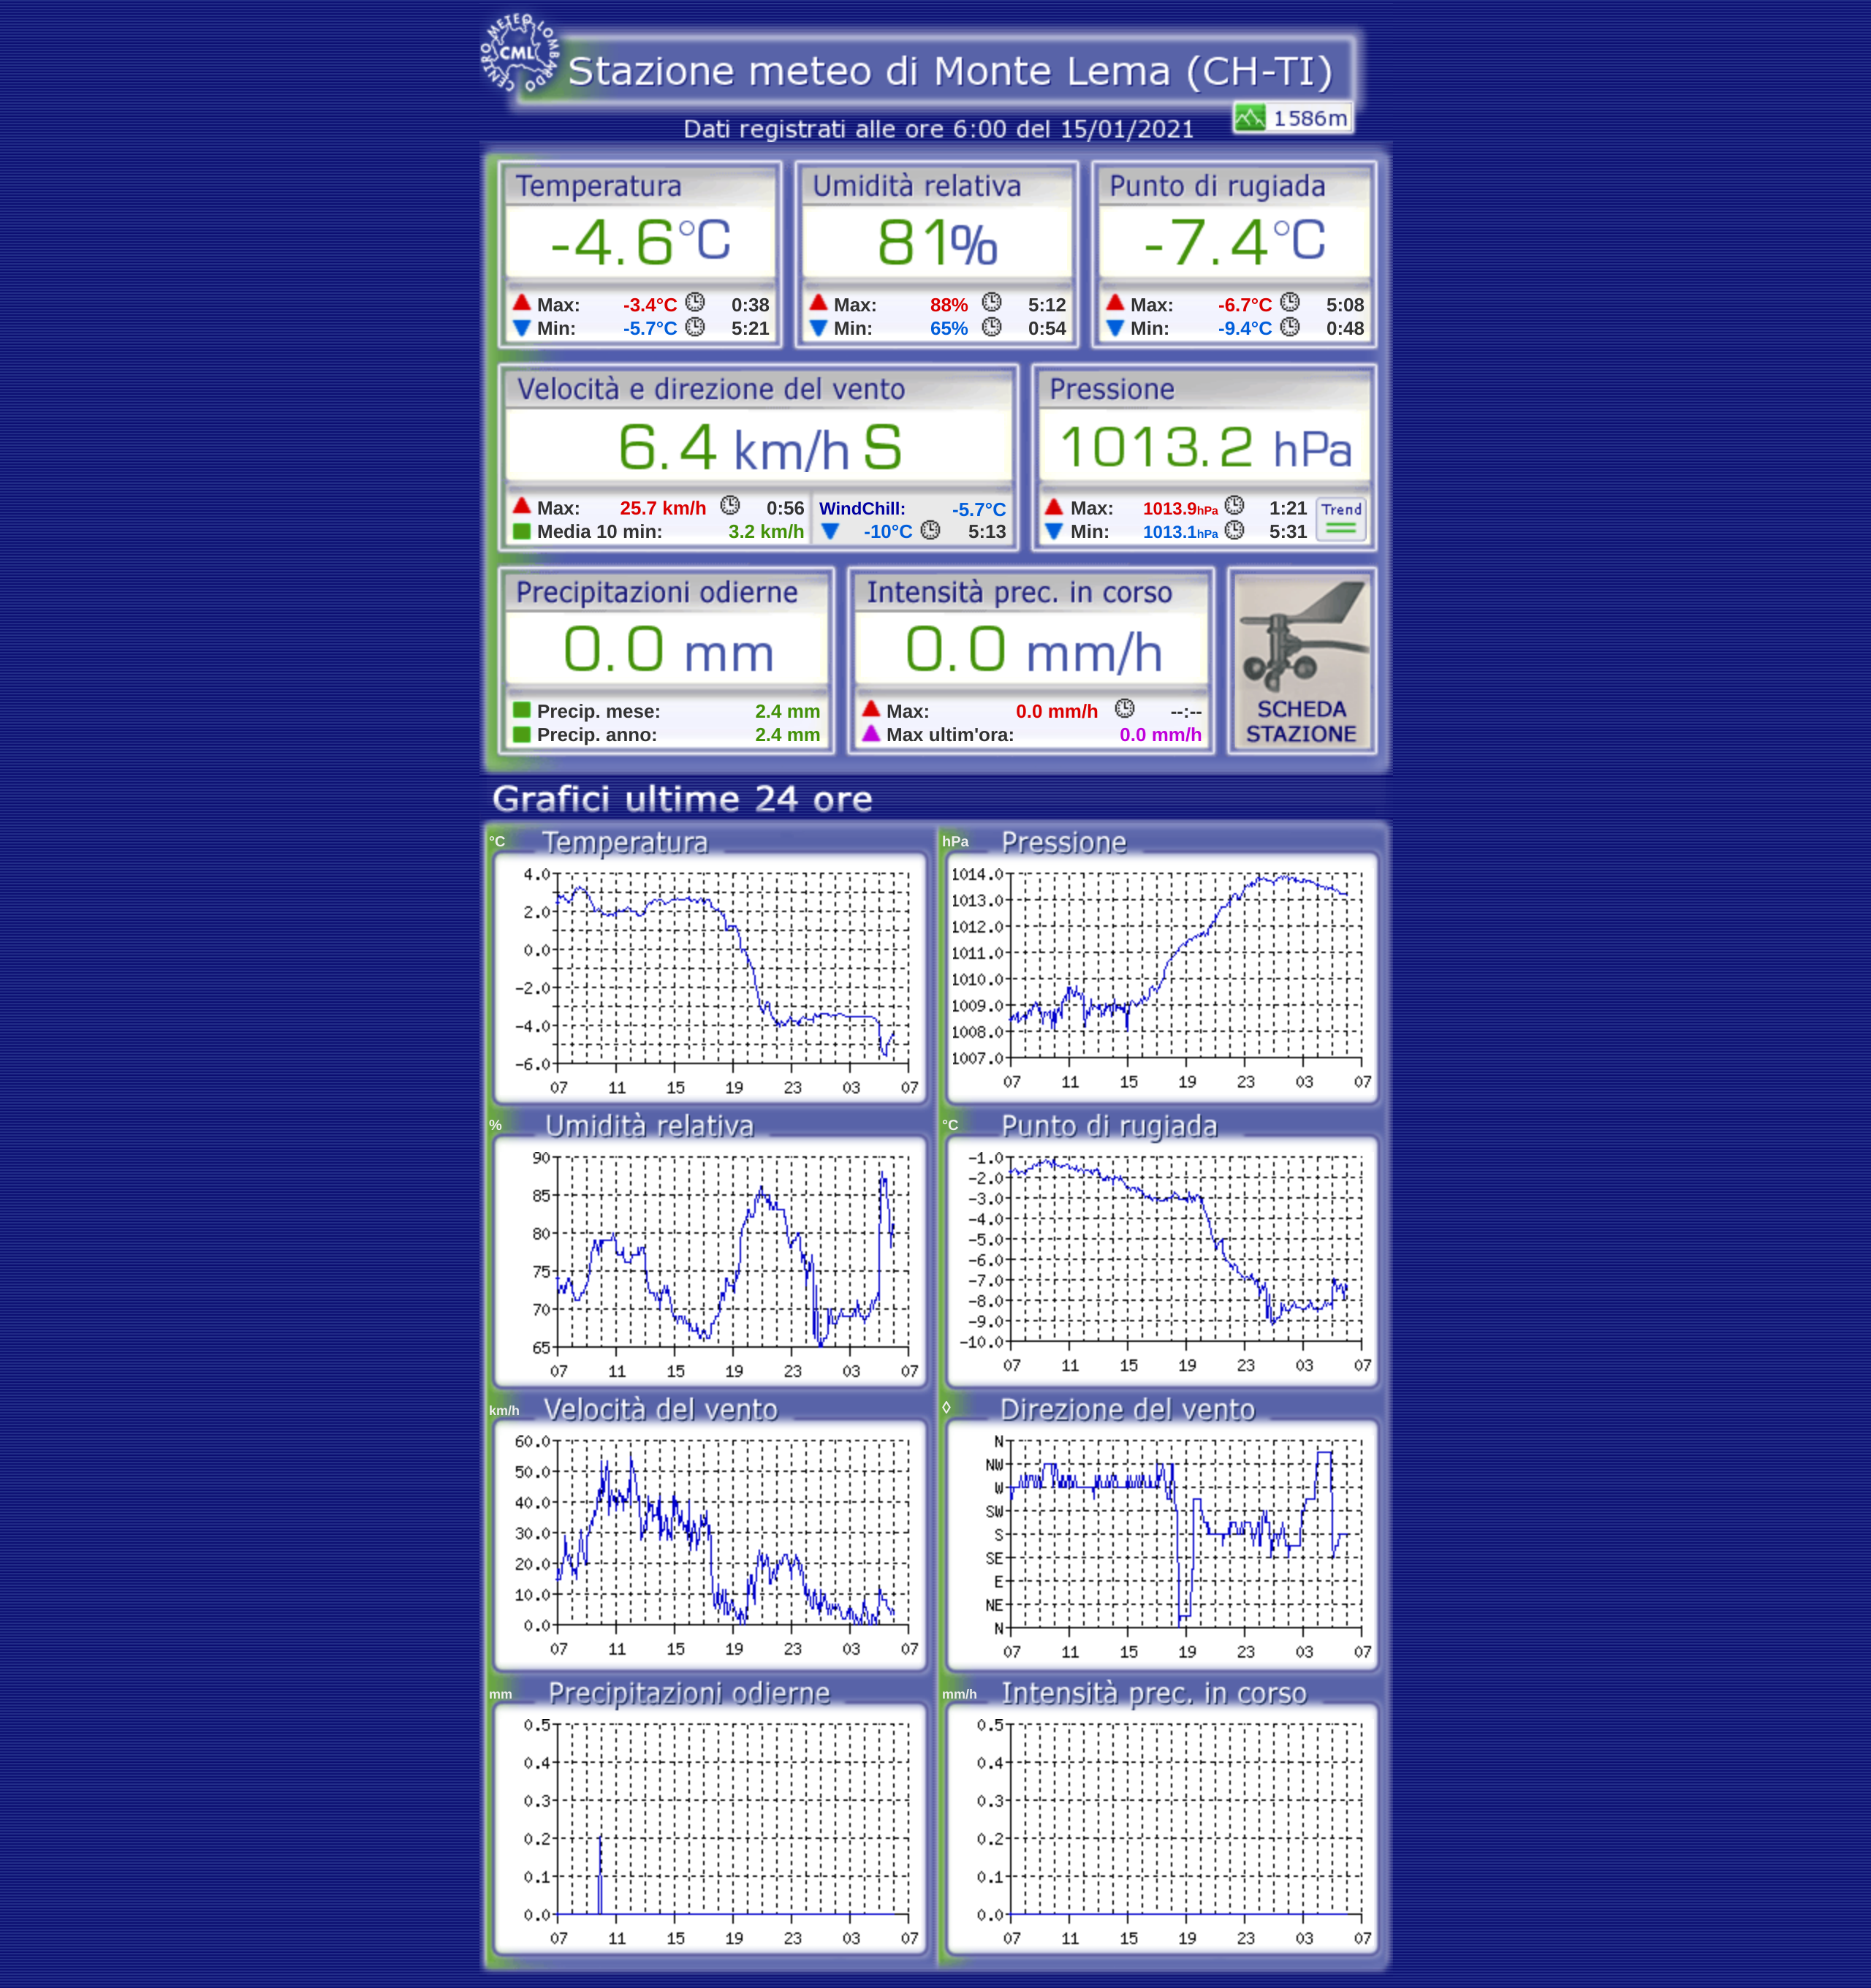 CENTRO METEO LOMBARDO
CML
Stazione meteo di Monte Lema (CH-TI)
1586m
Dati registrati alle ore 6:00 del 15/01/2021
Temperatura
-4.6°C
Max: -3.4°C 0:38
Min: -5.7°C 5:21
Umidità relativa
81%
Max: 88% 5:12
Min: 65% 0:54
Punto di rugiada
-7.4°C
Max: -6.7°C 5:08
Min: -9.4°C 0:48
Velocità e direzione del vento
6.4 km/h S
Max: 25.7 km/h 0:56
Media 10 min: 3.2 km/h
WindChill: -5.7°C
-10°C 5:13
Pressione
1013.2 hPa
Max: 1013.9hPa 1:21
Min: 1013.1hPa 5:31
Trend
Precipitazioni odierne
0.0 mm
Precip. mese: 2.4 mm
Precip. anno: 2.4 mm
Intensità prec. in corso
0.0 mm/h
Max: 0.0 mm/h --:--
Max ultim'ora: 0.0 mm/h
SCHEDA
STAZIONE
Grafici ultime 24 ore
°C Temperatura
4.0
2.0
0.0
-2.0
-4.0
-6.0
07 11 15 19 23 03 07
hPa Pressione
1014.0
1013.0
1012.0
1011.0
1010.0
1009.0
1008.0
1007.0
07 11 15 19 23 03 07
% Umidità relativa
90
85
80
75
70
65
07 11 15 19 23 03 07
°C Punto di rugiada
-1.0
-2.0
-3.0
-4.0
-5.0
-6.0
-7.0
-8.0
-9.0
-10.0
07 11 15 19 23 03 07
km/h Velocità del vento
60.0
50.0
40.0
30.0
20.0
10.0
0.0
07 11 15 19 23 03 07
◊ Direzione del vento
N
NW
W
SW
S
SE
E
NE
N
07 11 15 19 23 03 07
mm Precipitazioni odierne
0.5
0.4
0.3
0.2
0.1
0.0
07 11 15 19 23 03 07
mm/h Intensità prec. in corso
0.5
0.4
0.3
0.2
0.1
0.0
07 11 15 19 23 03 07